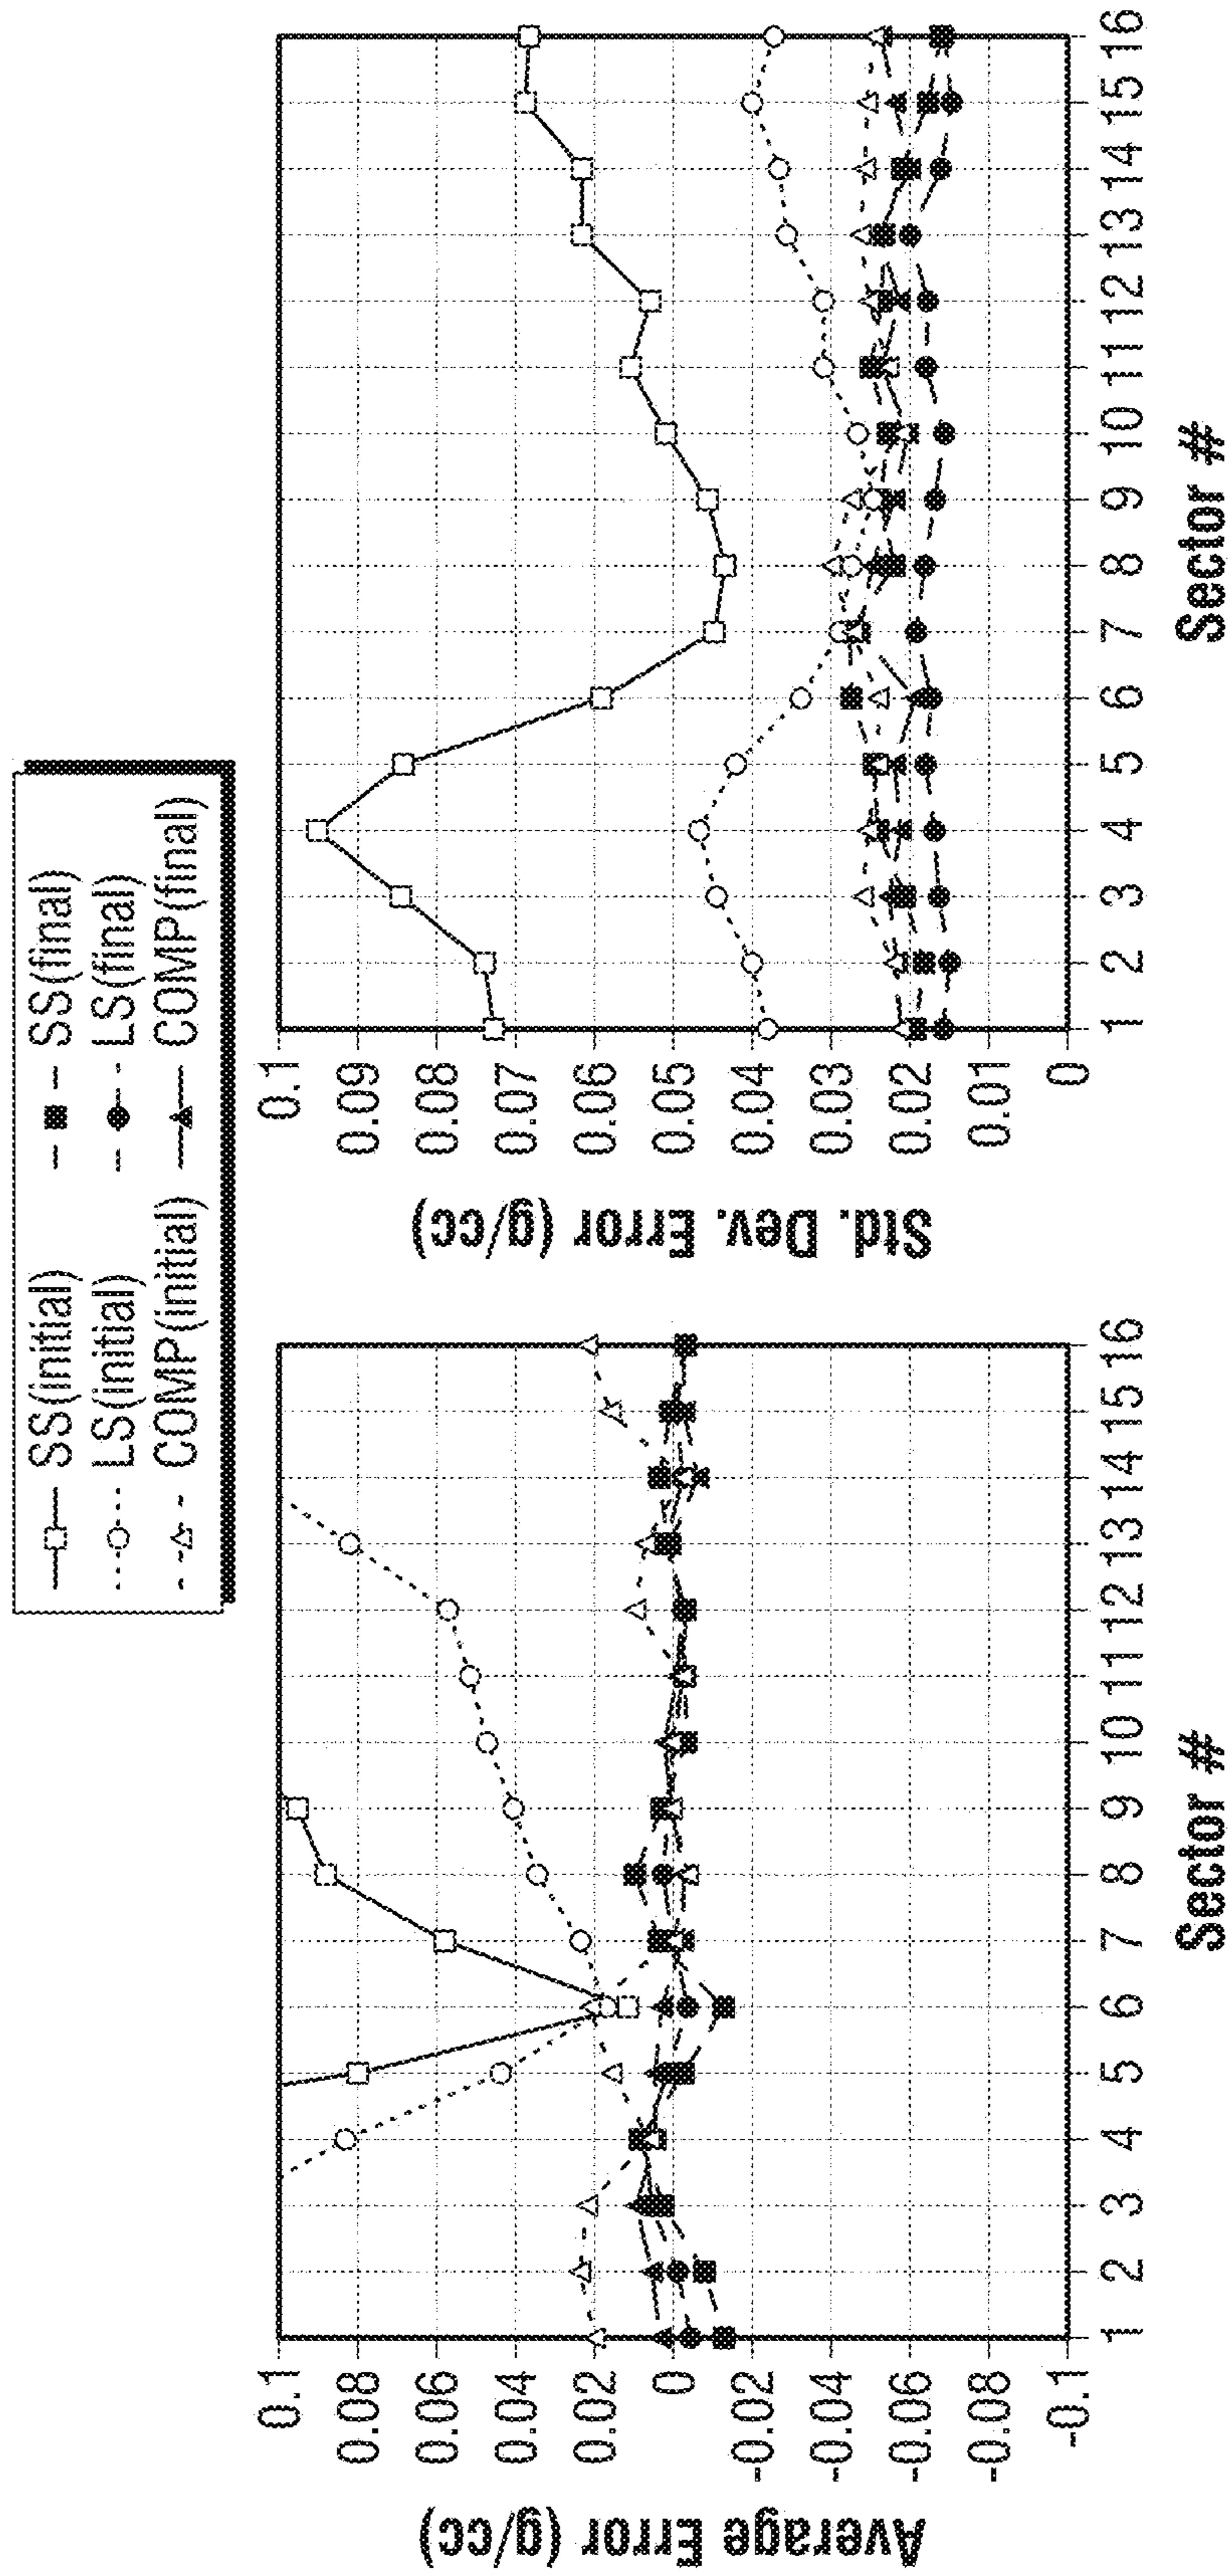 SS(initial) SS(final)
LS(initial) LS(final)
COMP(initial) COMP(final)
Average Error (g/cc)
0.1
0.08
0.06
0.04
0.02
0
-0.02
-0.04
-0.06
-0.08
-0.1
1 2 3 4 5 6 7 8 9 10 11 12 13 14 15 16
Sector #
Std. Dev. Error (g/cc)
0.1
0.09
0.08
0.07
0.06
0.05
0.04
0.03
0.02
0.01
0
1 2 3 4 5 6 7 8 9 10 11 12 13 14 15 16
Sector #